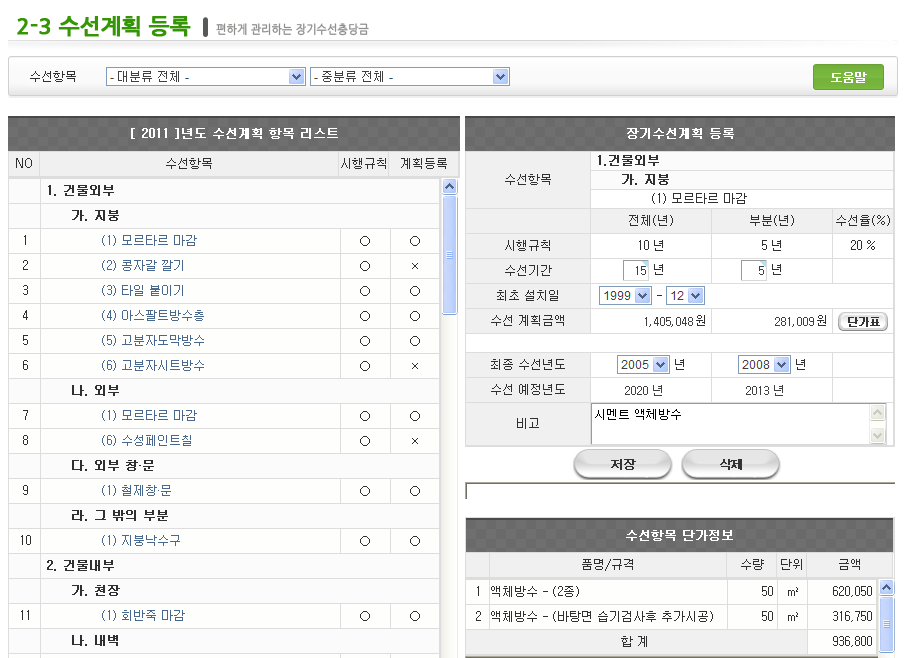 2-3 수선계획 등록 편하게 관리하는 장기수선충당금
수선항목 - 대분류 전체 - - 중분류 전체 - 도움말
[ 2011 ]년도 수선계획 항목 리스트
NO 수선항목 시행규칙 계획등록
1. 건물외부
가. 지붕
1 (1) 모르타르 마감 ○ ○
2 (2) 콩자갈 깔기 ○ ×
3 (3) 타일 붙이기 ○ ○
4 (4) 아스팔트방수층 ○ ○
5 (5) 고분자도막방수 ○ ○
6 (6) 고분자시트방수 ○ ×
나. 외부
7 (1) 모르타르 마감 ○ ○
8 (6) 수성페인트칠 ○ ×
다. 외부 창·문
9 (1) 철제창·문 ○ ○
라. 그 밖의 부분
10 (1) 지붕낙수구 ○ ○
2. 건물내부
가. 천장
11 (1) 회반죽 마감 ○ ○
나. 내벽
장기수선계획 등록
수선항목
1.건물외부
가. 지붕
(1) 모르타르 마감
전체(년) 부분(년) 수선율(%)
시행규칙 10 년 5 년 20 %
수선기간 15 년 5 년
최초 설치일 1999 - 12
수선 계획금액 1,405,048원 281,009원 단가표
최종 수선년도 2005 년 2008 년
수선 예정년도 2020 년 2013 년
비고 시멘트 액체방수
저장 삭제
수선항목 단가정보
품명/규격 수량 단위 금액
1 액체방수 - (2종) 50 ㎡ 620,050
2 액체방수 - (바탕면 습기검사후 추가시공) 50 ㎡ 316,750
합 계 936,800